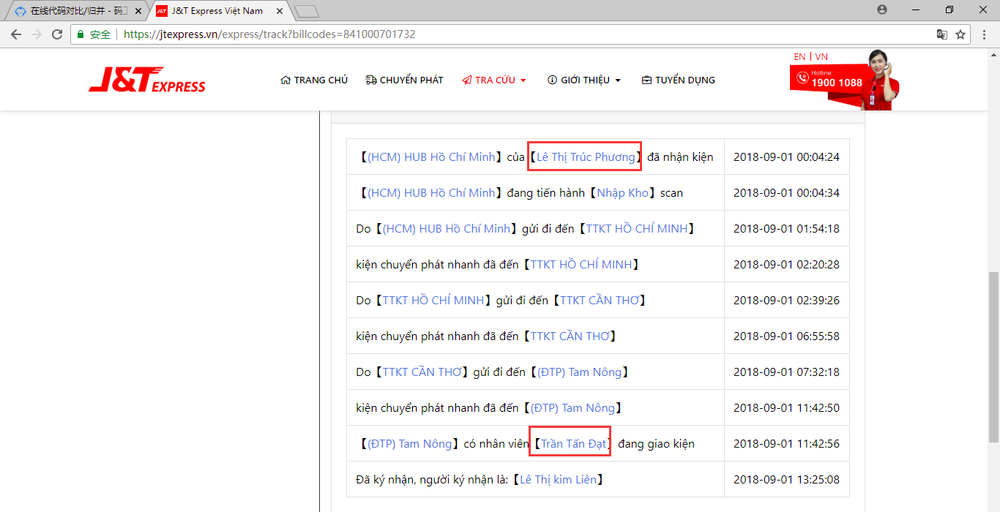 在线代码对比/归并 - 码工
J&T Express Việt Nam
安全
https://jtexpress.vn/express/track?billcodes=841000701732
J&T EXPRESS
TRANG CHỦ
CHUYỂN PHÁT
TRA CỨU
GIỚI THIỆU
TUYỂN DỤNG
EN | VN
Hotline:
1900 1088
【(HCM) HUB Hồ Chí Minh】của【Lê Thị Trúc Phương】 đã nhận kiện 2018-09-01 00:04:24
【(HCM) HUB Hồ Chí Minh】đang tiến hành【Nhập Kho】scan 2018-09-01 00:04:34
Do【(HCM) HUB Hồ Chí Minh】gửi đi đến【TTKT HỒ CHÍ MINH】 2018-09-01 01:54:18
kiện chuyển phát nhanh đã đến【TTKT HỒ CHÍ MINH】 2018-09-01 02:20:28
Do【TTKT HỒ CHÍ MINH】gửi đi đến【TTKT CẦN THƠ】 2018-09-01 02:39:26
kiện chuyển phát nhanh đã đến【TTKT CẦN THƠ】 2018-09-01 06:55:58
Do【TTKT CẦN THƠ】gửi đi đến【(ĐTP) Tam Nông】 2018-09-01 07:32:18
kiện chuyển phát nhanh đã đến【(ĐTP) Tam Nông】 2018-09-01 11:42:50
【(ĐTP) Tam Nông】có nhân viên【Trần Tấn Đạt】 đang giao kiện 2018-09-01 11:42:56
Đã ký nhận, người ký nhận là:【Lê Thị kim Liên】 2018-09-01 13:25:08